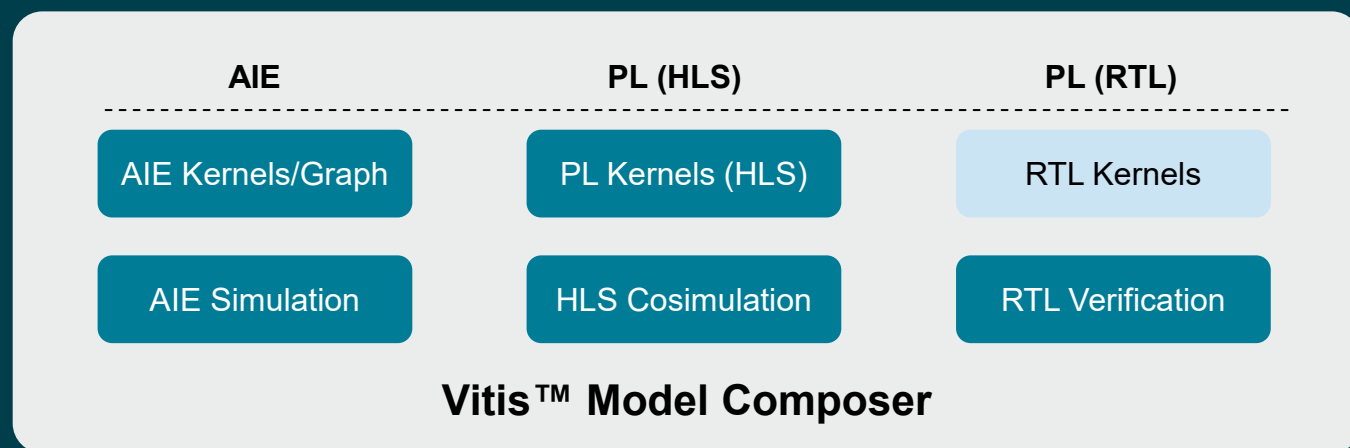 AIE PL (HLS) PL (RTL)
AIE Kernels/Graph PL Kernels (HLS) RTL Kernels
AIE Simulation HLS Cosimulation RTL Verification
Vitis™ Model Composer